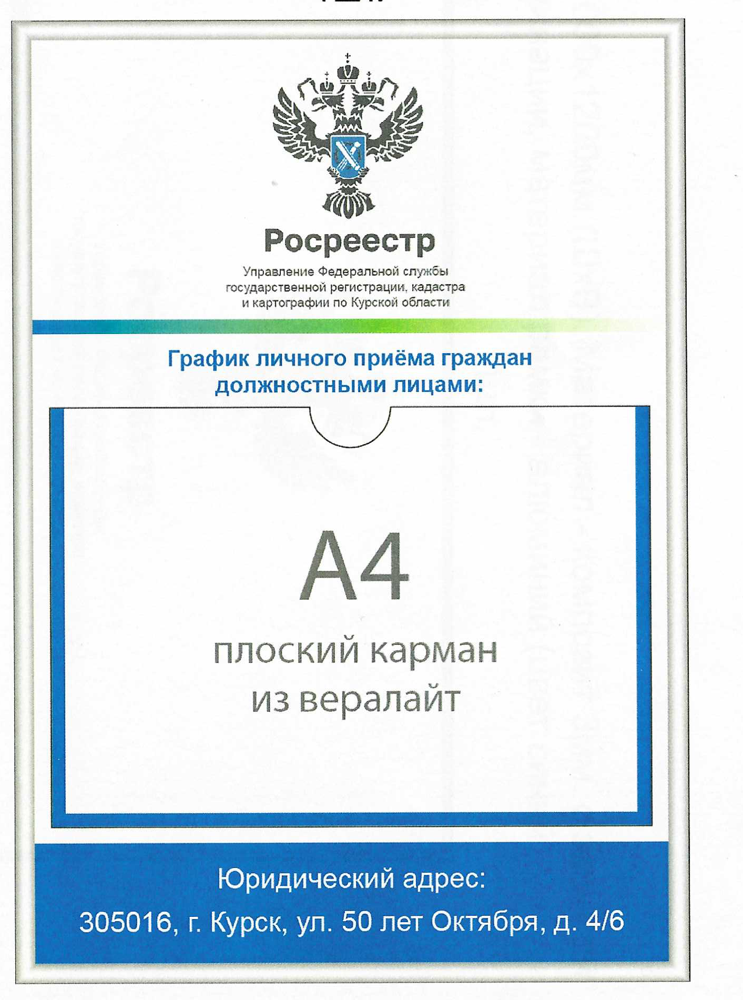 Росреестр
Управление Федеральной службы
государственной регистрации, кадастра
и картографии по Курской области
График личного приёма граждан
должностными лицами:
А4
плоский карман
из вералайт
Юридический адрес:
305016, г. Курск, ул. 50 лет Октября, д. 4/6